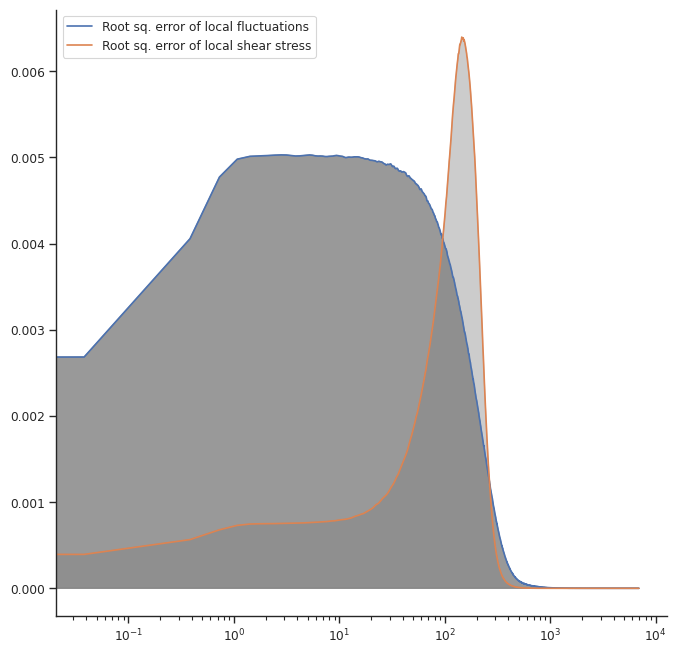 Root sq. error of local fluctuations
Root sq. error of local shear stress
0.006
0.005
0.004
0.003
0.002
0.001
0.000
10⁻¹ 10⁰ 10¹ 10² 10³ 10⁴